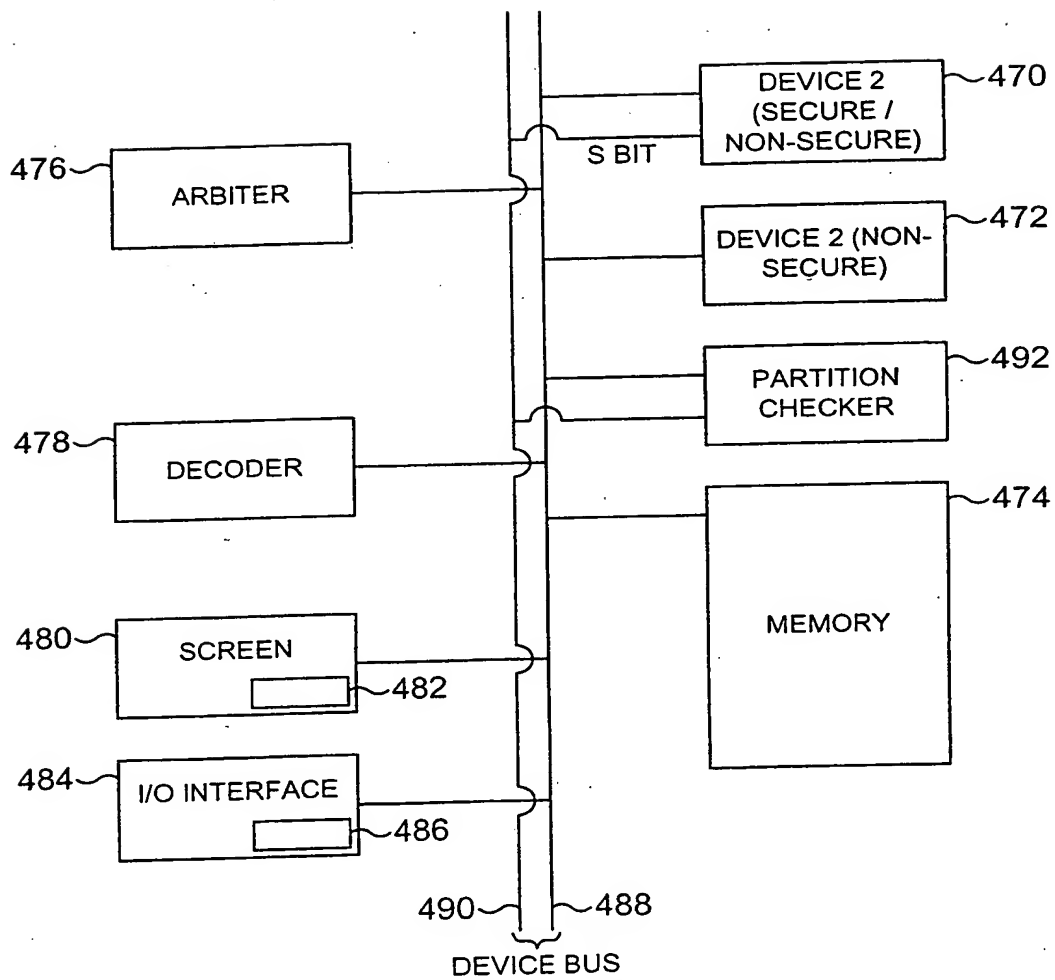 DEVICE 2
(SECURE /
NON-SECURE)
470
S BIT
476
ARBITER
DEVICE 2 (NON-
SECURE)
472
PARTITION
CHECKER
492
478
DECODER
474
MEMORY
480
SCREEN
482
484
I/O INTERFACE
486
490
488
DEVICE BUS